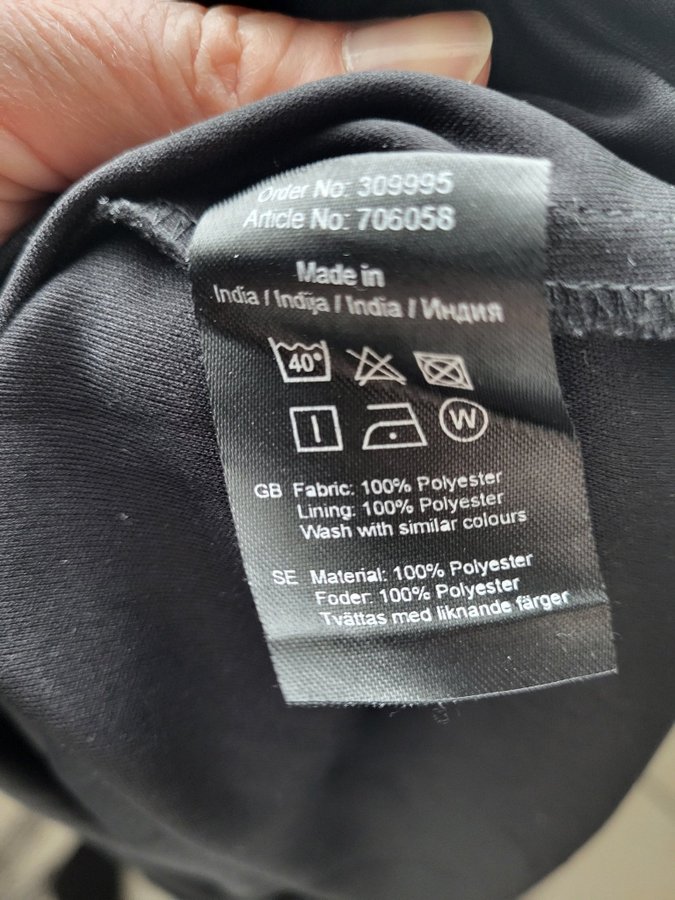 Order No: 309995
Article No: 706058
Made in
India / Indija / India / Индия
40°
W
GB Fabric: 100% Polyester
Lining: 100% Polyester
Wash with similar colours
SE Material: 100% Polyester
Foder: 100% Polyester
Tvättas med liknande färger